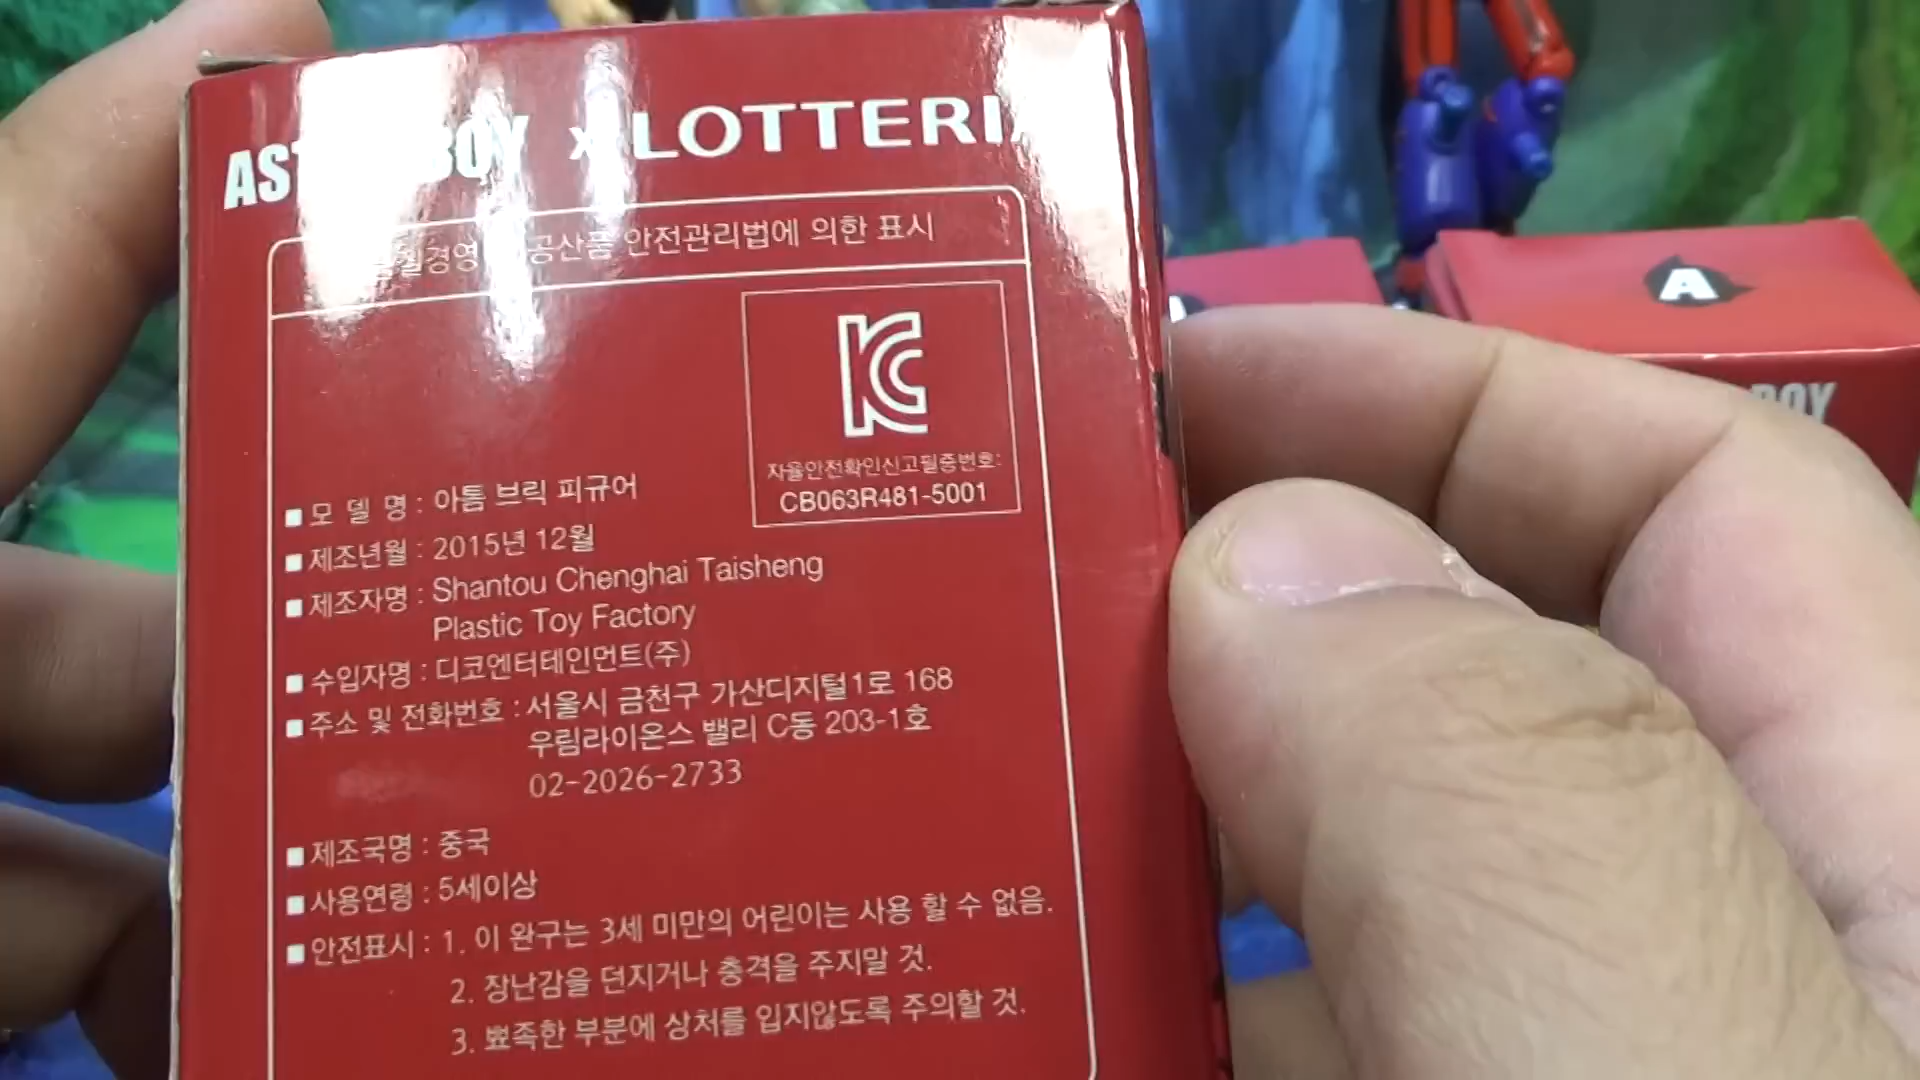 ASTROBOY x LOTTERIA
품질경영 및 공산품 안전관리법에 의한 표시
자율안전확인신고필증번호:
CB063R481-5001
■ 모 델 명 : 아톰 브릭 피규어
■ 제조년월 : 2015년 12월
■ 제조자명 : Shantou Chenghai Taisheng
Plastic Toy Factory
■ 수입자명 : 디코엔터테인먼트(주)
■ 주소 및 전화번호 : 서울시 금천구 가산디지털1로 168
우림라이온스 밸리 C동 203-1호
02-2026-2733
■ 제조국명 : 중국
■ 사용연령 : 5세이상
■ 안전표시 : 1. 이 완구는 3세 미만의 어린이는 사용 할 수 없음.
2. 장난감을 던지거나 충격을 주지말 것.
3. 뾰족한 부분에 상처를 입지않도록 주의할 것.
A
BOY